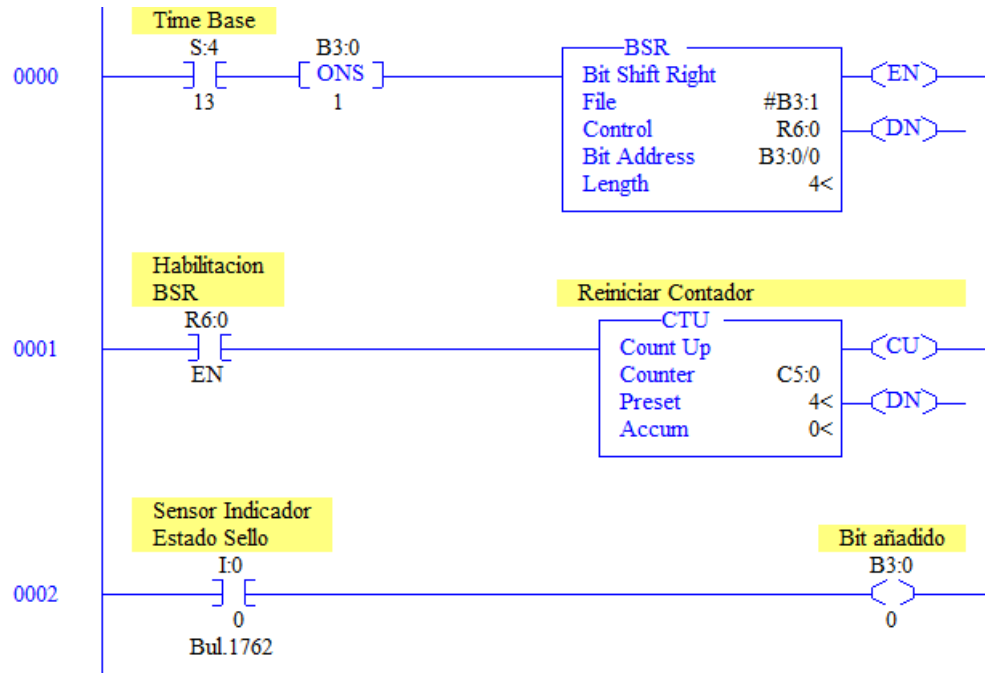 Time Base
S:4 B3:0
0000 ONS
13 1
BSR
Bit Shift Right
File #B3:1
Control R6:0
Bit Address B3:0/0
Length 4<
EN
DN
Habilitacion
BSR
R6:0
0001
EN
Reiniciar Contador
CTU
Count Up
Counter C5:0
Preset 4<
Accum 0<
CU
DN
Sensor Indicador
Estado Sello
I:0
0002
0
Bul.1762
Bit añadido
B3:0
0